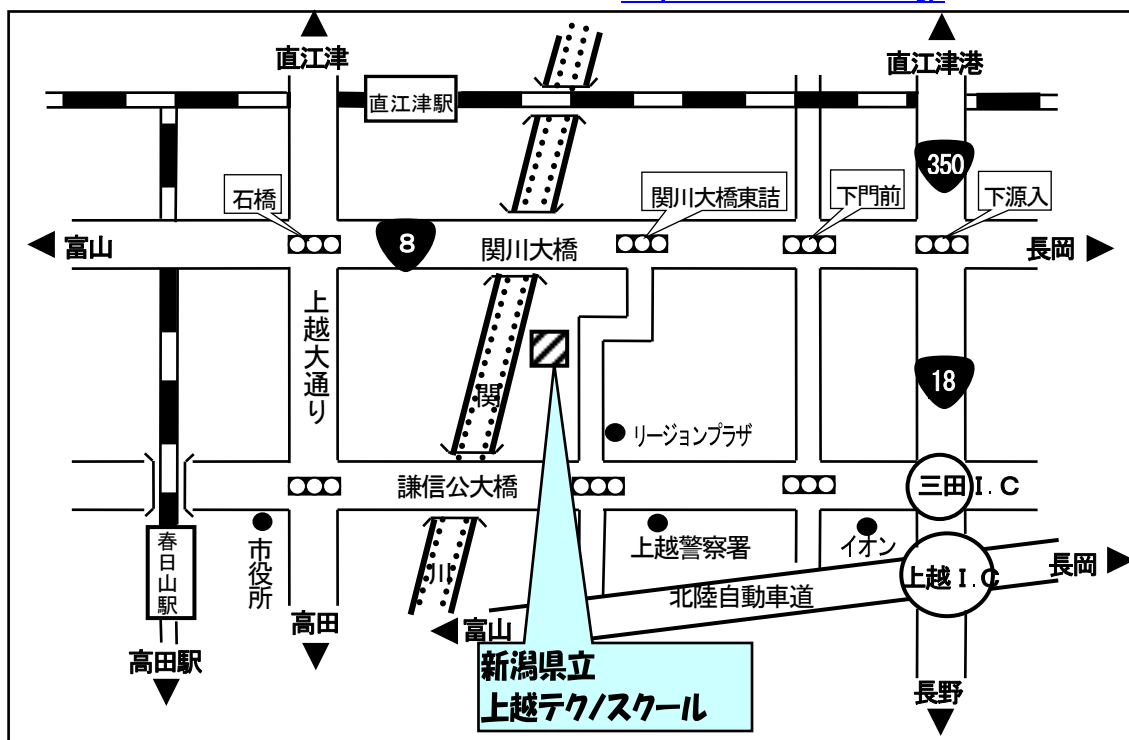 直江津
直江津港
直江津駅
350
石橋
関川大橋東詰
下門前
下源入
富山
8
関川大橋
長岡
上越大通り
18
関
リージョンプラザ
謙信公大橋
三田I.C
春日山駅
市役所
川
上越警察署
イオン
上越I.C
長岡
北陸自動車道
高田
富山
高田駅
新潟県立
上越テクノスクール
長野